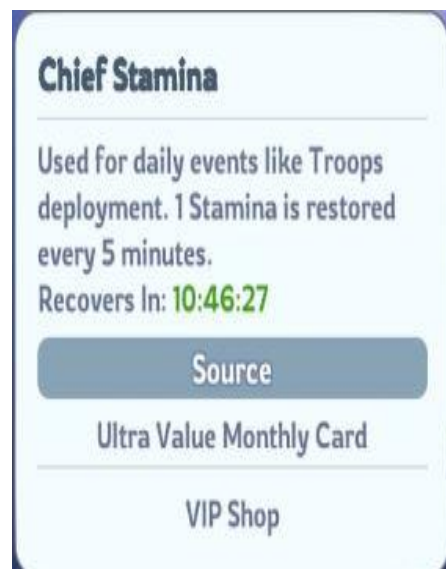 Chief Stamina
Used for daily events like Troops
deployment. 1 Stamina is restored
every 5 minutes.
Recovers In: 10:46:27
Source
Ultra Value Monthly Card
VIP Shop